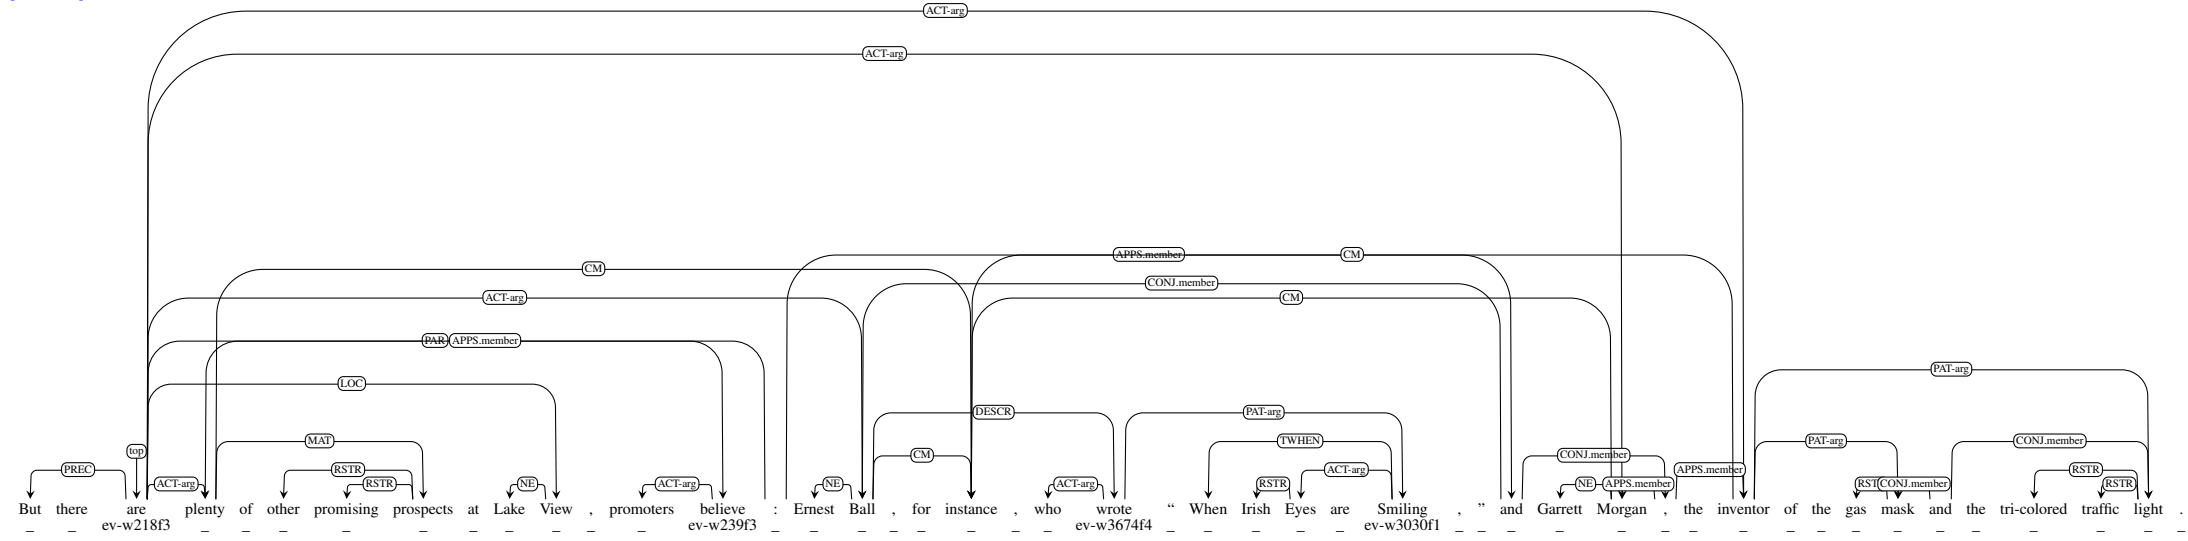 ACT-arg
ACT-arg
APPS.member CM
CM
CONJ.member
ACT-arg CM
PAR APPS.member
PAT-arg
LOC
DESCR PAT-arg
MAT TWHEN PAT-arg CONJ.member
top CM CONJ.member
PREC RSTR ACT-arg APPS.member RSTR
ACT-arg RSTR NE ACT-arg NE ACT-arg RSTR NE APPS.member CONJ.member RSTR
But there are plenty of other promising prospects at Lake View , promoters believe : Ernest Ball , for instance , who wrote “ When Irish Eyes are Smiling , ” and Garrett Morgan , the inventor of the gas mask and the tri-colored traffic light .
_ _ ev-w218f3 _ _ _ _ _ _ _ _ _ _ ev-w239f3 _ _ _ _ _ _ _ _ ev-w3674f4 _ _ _ _ _ ev-w3030f1 _ _ _ _ _ _ _ _ _ _ _ _ _ _ _ _ _ _